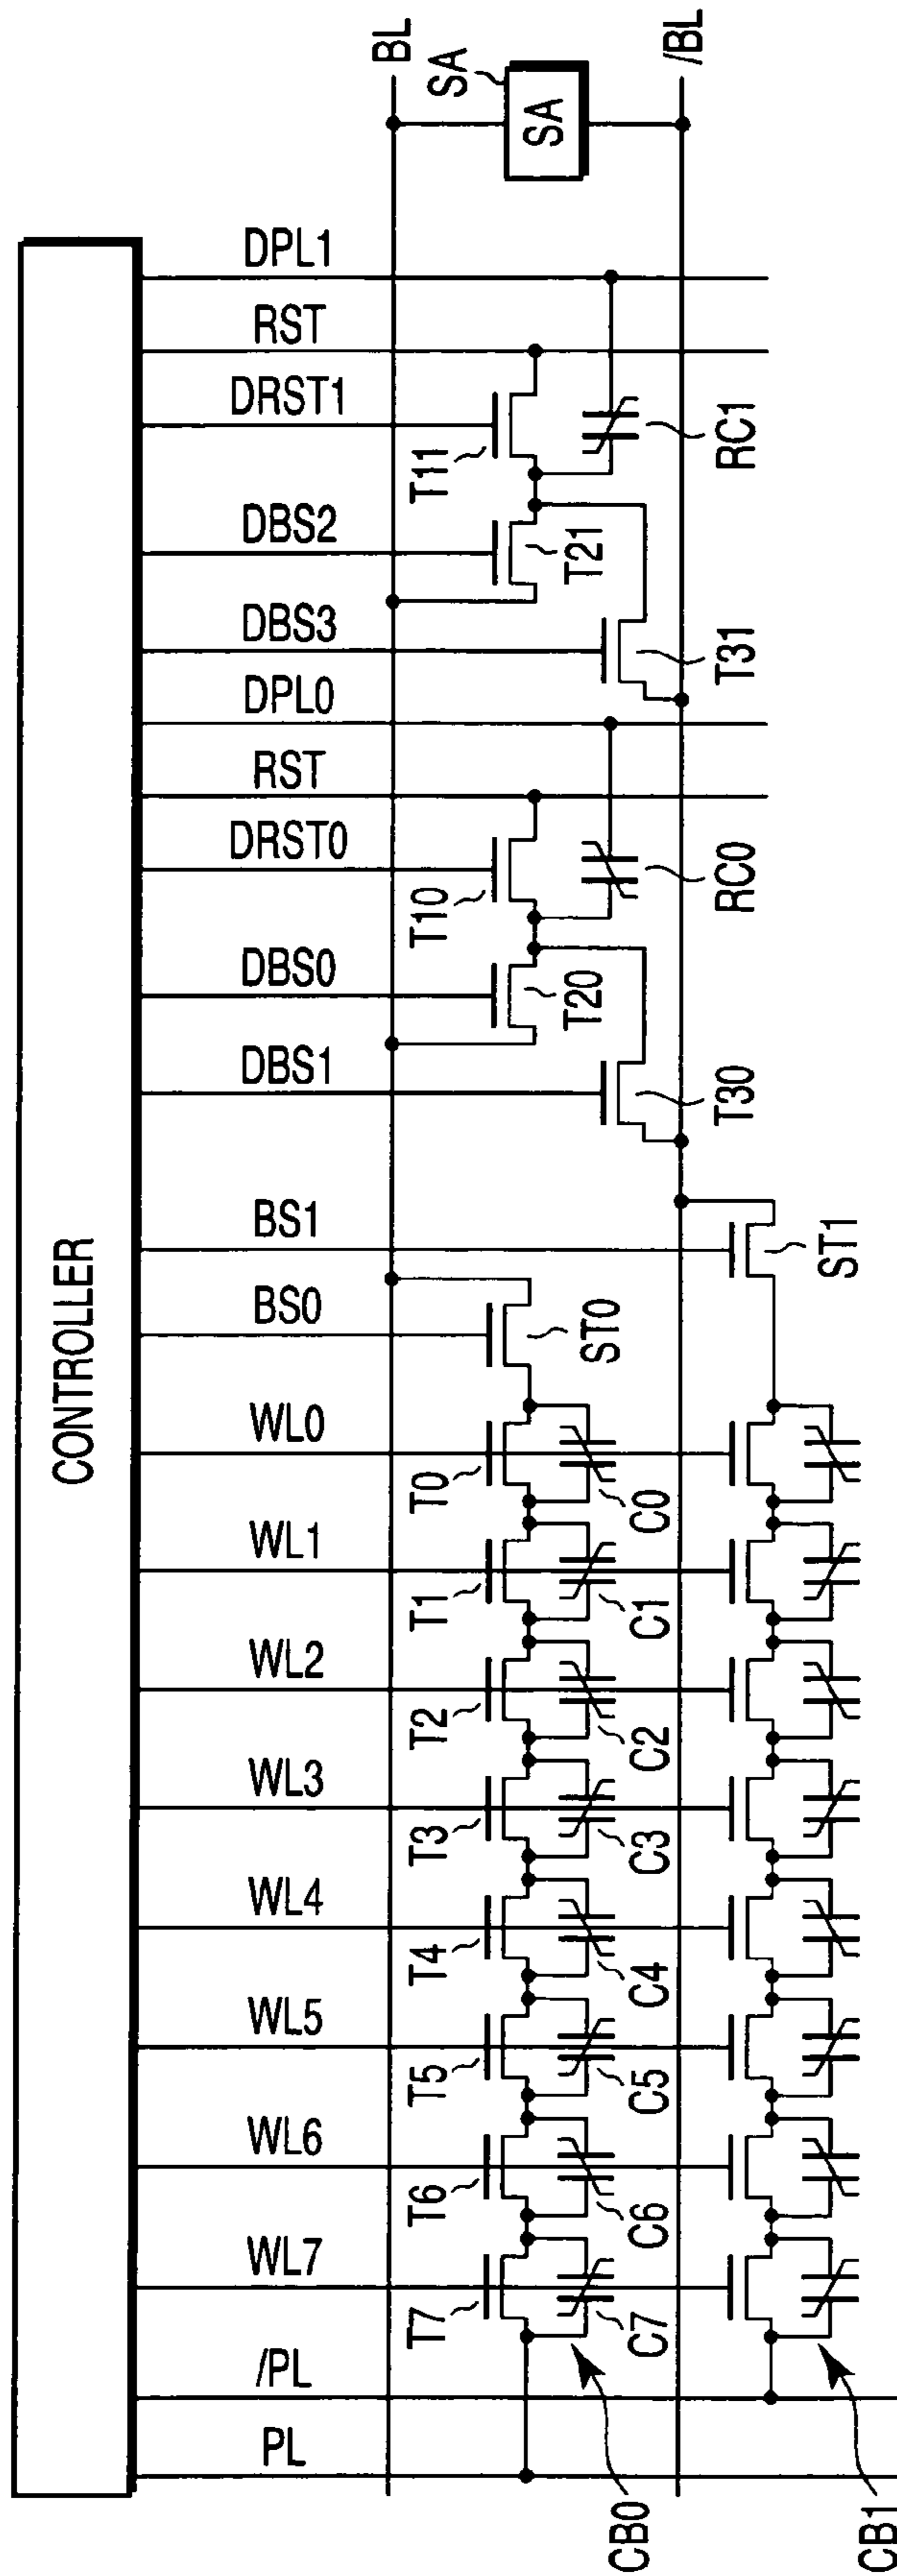 CONTROLLER
PL
/PL
WL7
WL6
WL5
WL4
WL3
WL2
WL1
WL0
BS0
BS1
DBS1
DBS0
DRST0
RST
DPL0
DBS3
DBS2
DRST1
RST
DPL1
BL
SA
SA
/BL
T7
T6
T5
T4
T3
T2
T1
T0
ST0
T20
T10
T21
T11
C7
C6
C5
C4
C3
C2
C1
C0
T30
RC0
T31
RC1
CB0
ST1
CB1